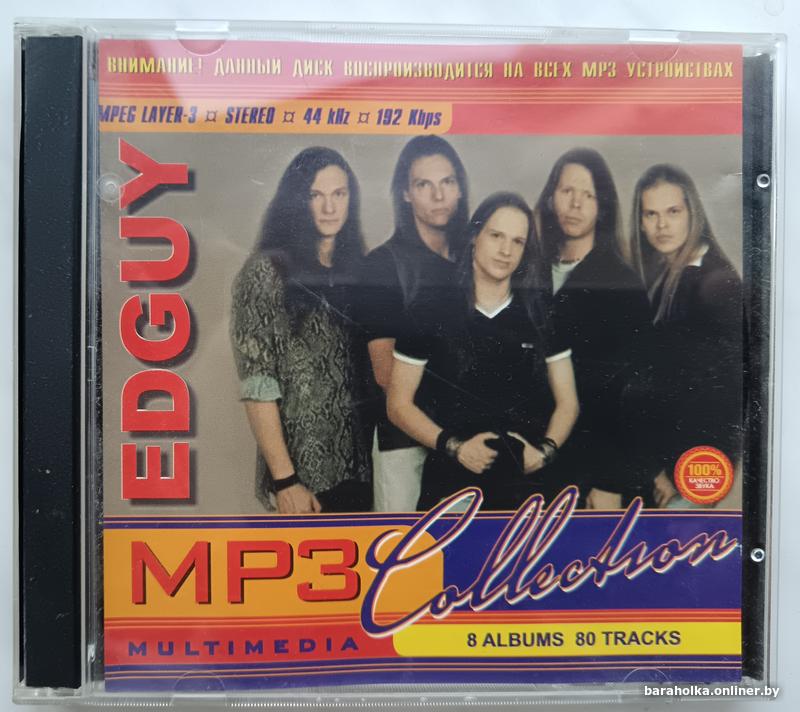 ВНИМАНИЕ! ДАННЫЙ ДИСК ВОСПРОИЗВОДИТСЯ НА ВСЕХ MP3 УСТРОЙСТВАХ
MPEG LAYER-3 ¤ STEREO ¤ 44 kHz ¤ 192 Kbps
EDGUY
100%
КАЧЕСТВО
ЗВУКА
MP3 Collection
MULTIMEDIA
8 ALBUMS 80 TRACKS
baraholka.onliner.by